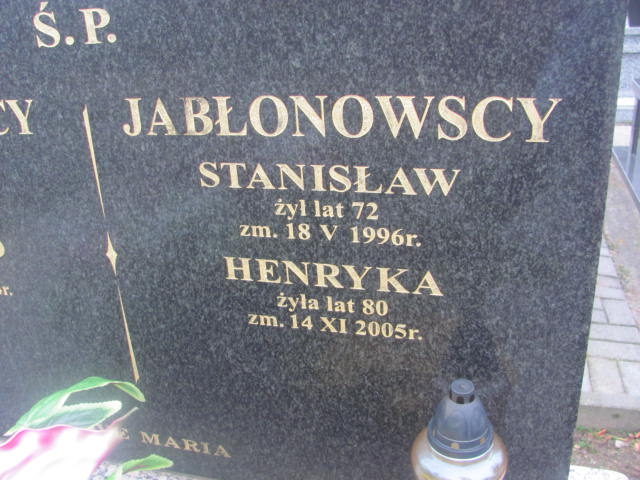 Ś.P.
JABŁONOWSCY
STANISŁAW
żył lat 72
zm. 18 V 1996r.
HENRYKA
żyła lat 80
zm. 14 XI 2005r.
MARIA